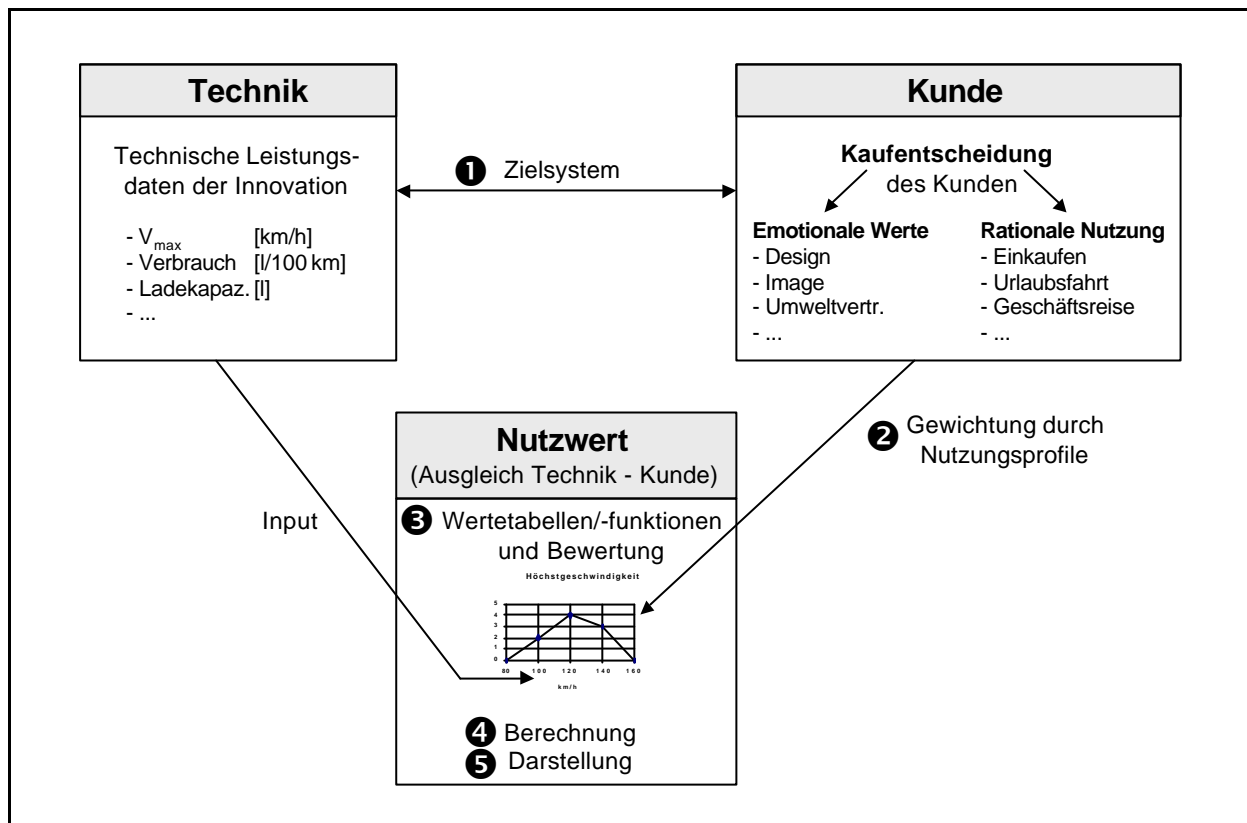 Technik
Technische Leistungs-
daten der Innovation
- Vmax [km/h]
- Verbrauch [l/100 km]
- Ladekapaz. [l]
- ...
❶ Zielsystem
Kunde
Kaufentscheidung
des Kunden
Emotionale Werte
- Design
- Image
- Umweltvertr.
- ...
Rationale Nutzung
- Einkaufen
- Urlaubsfahrt
- Geschäftsreise
- ...
❷ Gewichtung durch
Nutzungsprofile
Input
Nutzwert
(Ausgleich Technik - Kunde)
❸ Wertetabellen/-funktionen
und Bewertung
Höchstgeschwindigkeit
5
4
3
2
1
0
80 100 120 140 160
km/h
❹ Berechnung
❺ Darstellung